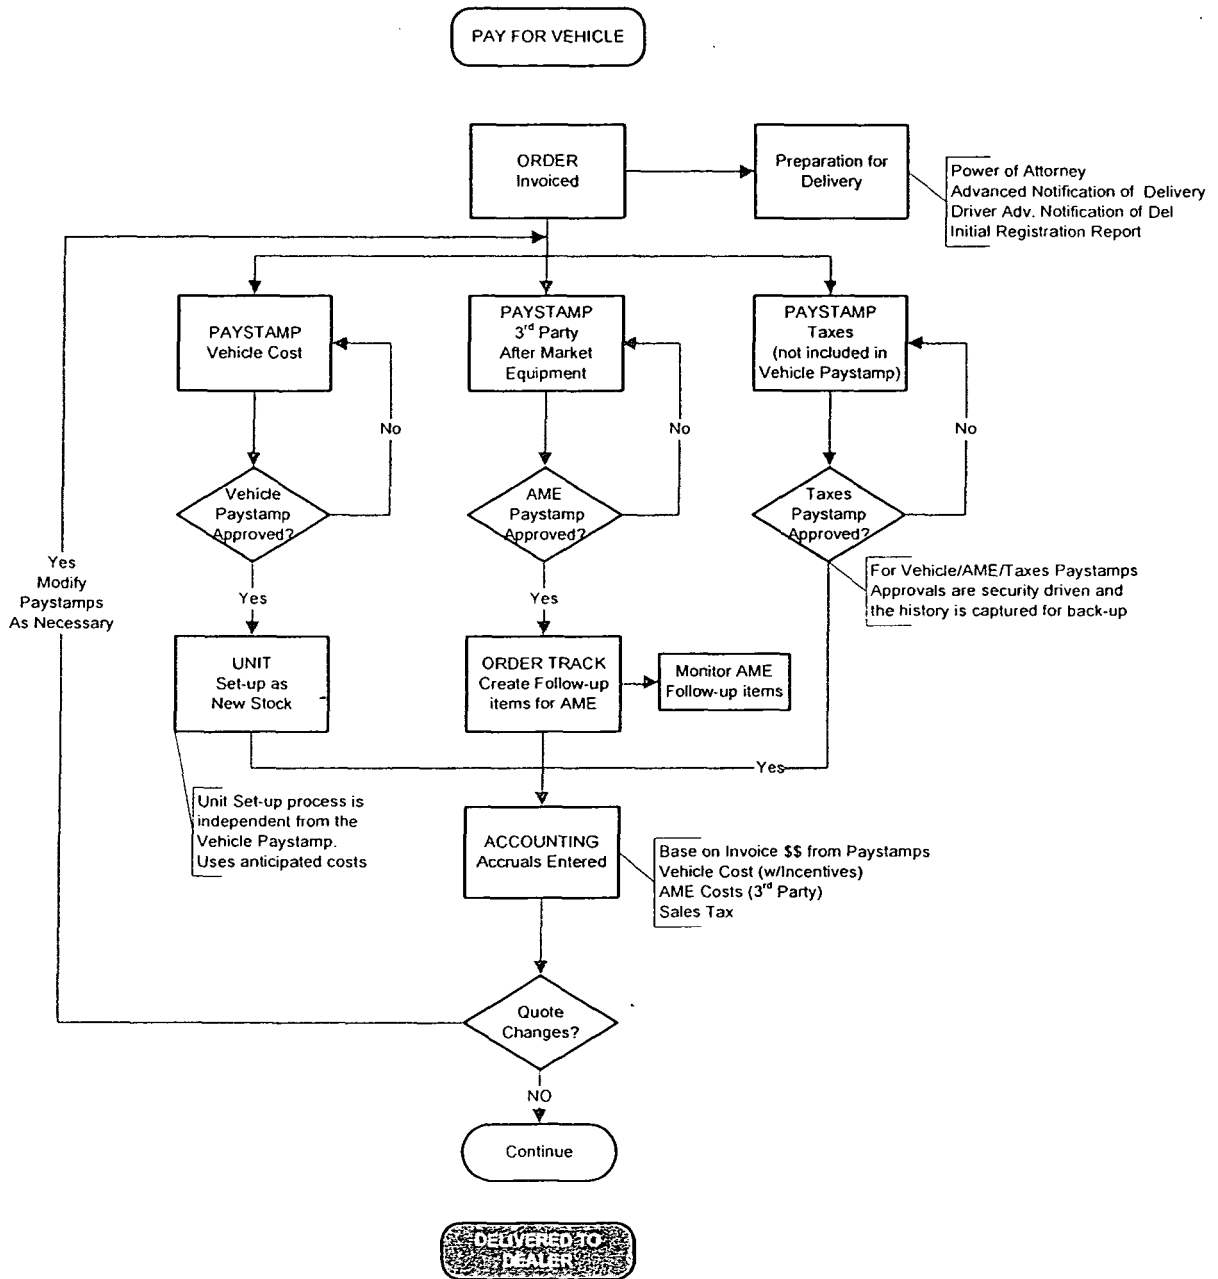 PAY FOR VEHICLE
ORDER
Invoiced
Preparation for
Delivery
Power of Attorney
Advanced Notification of Delivery
Driver Adv. Notification of Del
Initial Registration Report
PAYSTAMP
Vehicle Cost
PAYSTAMP
3rd Party
After Market
Equipment
PAYSTAMP
Taxes
(not included in
Vehicle Paystamp)
No
No
No
Vehicle
Paystamp
Approved?
AME
Paystamp
Approved?
Taxes
Paystamp
Approved?
Yes
Modify
Paystamps
As Necessary
For Vehicle/AME/Taxes Paystamps
Approvals are security driven and
the history is captured for back-up
Yes
Yes
UNIT
Set-up as
New Stock
ORDER TRACK
Create Follow-up
items for AME
Monitor AME
Follow-up items
Yes
Unit Set-up process is
independent from the
Vehicle Paystamp.
Uses anticipated costs
ACCOUNTING
Accruals Entered
Base on Invoice $$ from Paystamps
Vehicle Cost (w/Incentives)
AME Costs (3rd Party)
Sales Tax
Quote
Changes?
NO
Continue
DELIVERED TO
DEALER